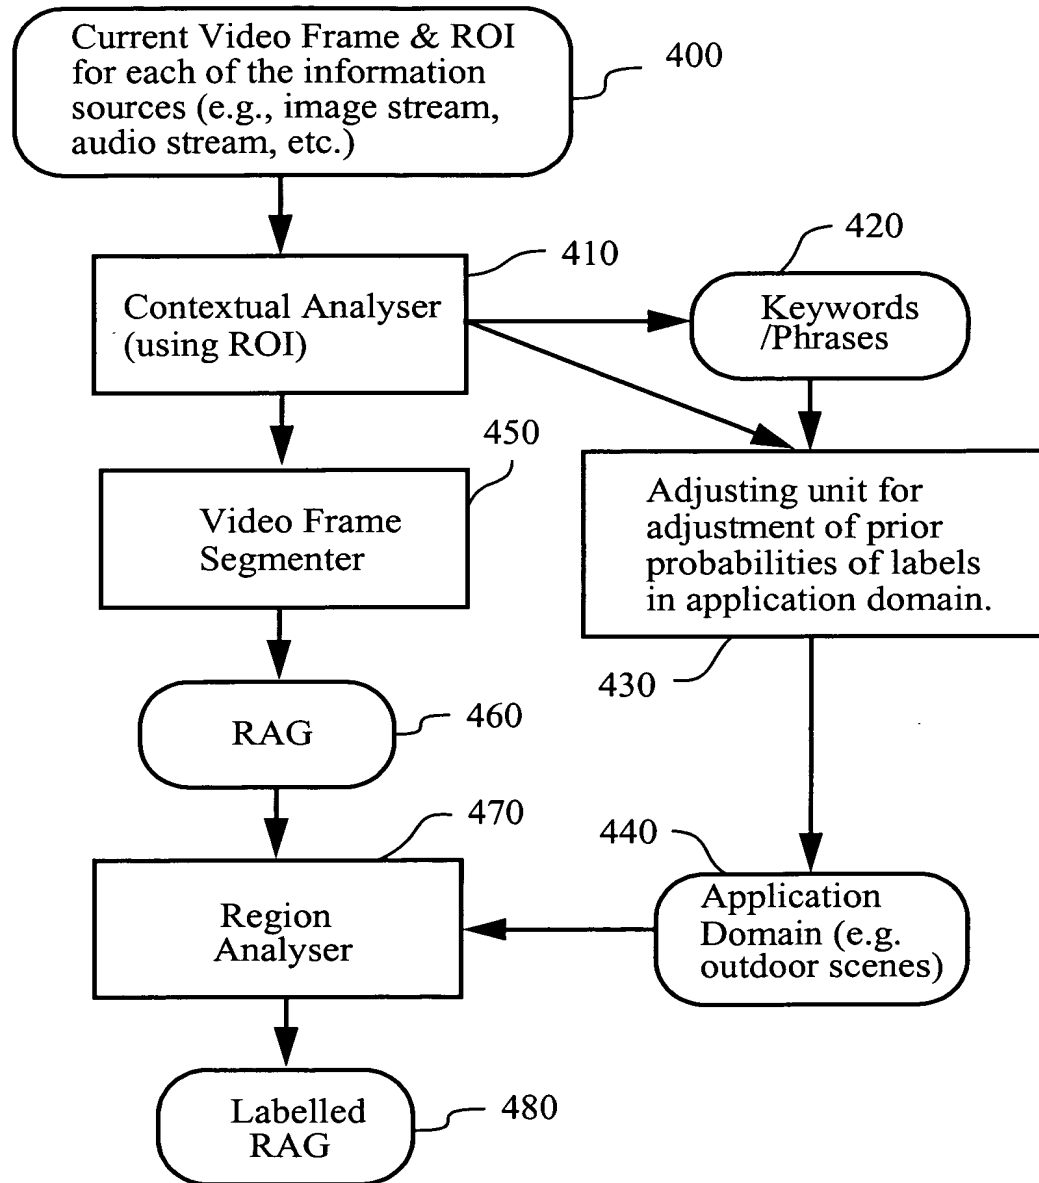 Current Video Frame & ROI
for each of the information
sources (e.g., image stream,
audio stream, etc.)
400
410
420
Contextual Analyser
(using ROI)
Keywords
/Phrases
450
Video Frame
Segmenter
Adjusting unit for
adjustment of prior
probabilities of labels
in application domain.
430
RAG
460
470
440
Region
Analyser
Application
Domain (e.g.
outdoor scenes)
Labelled
RAG
480